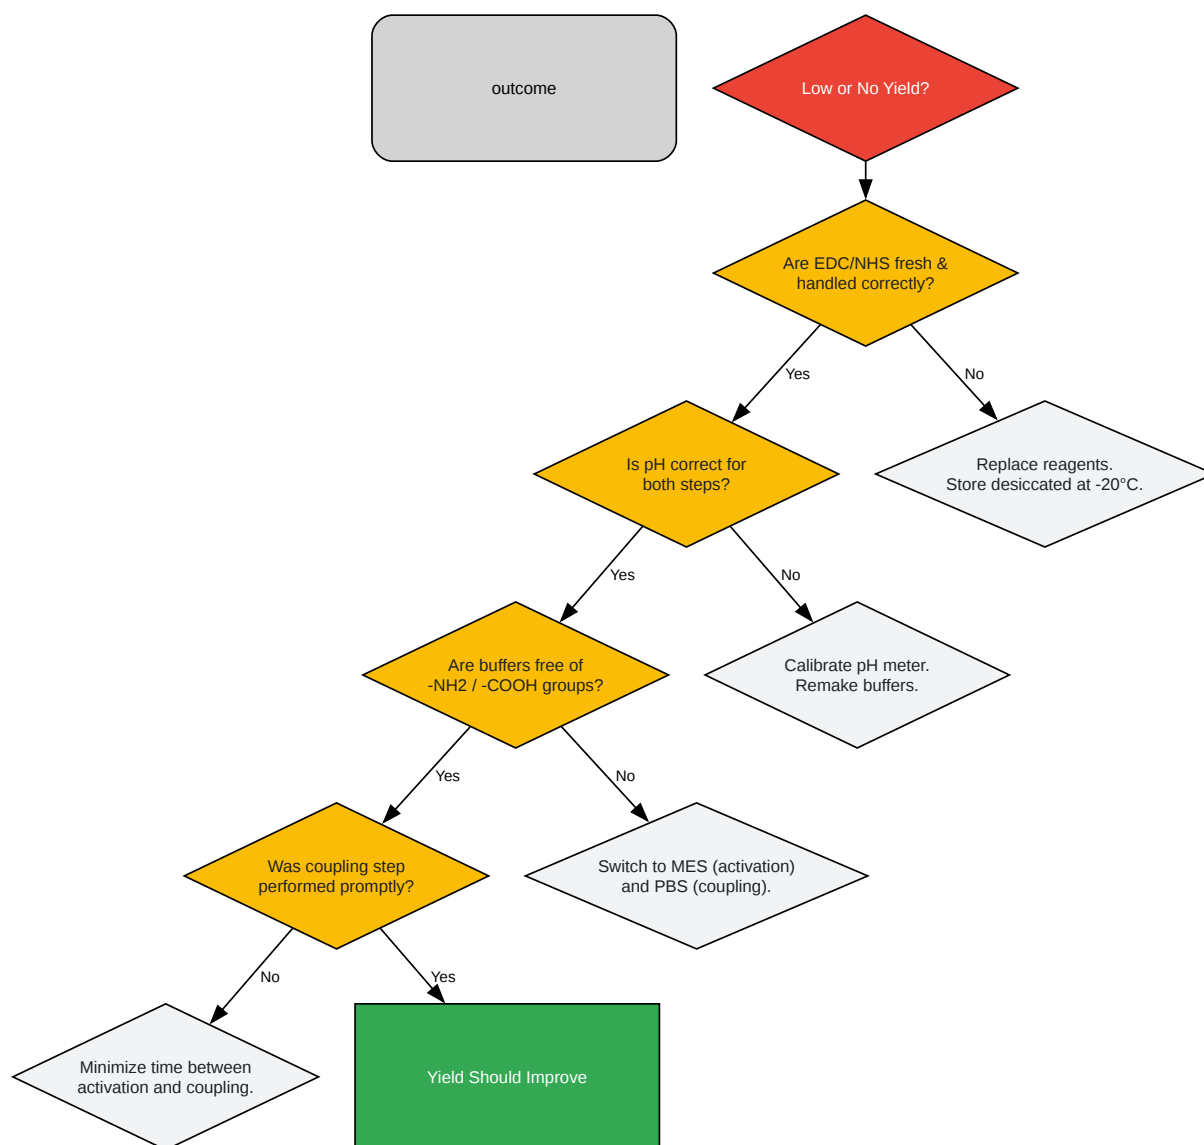 outcome
Low or No Yield?
Are EDC/NHS fresh &
handled correctly?
Yes
No
Is pH correct for
both steps?
Replace reagents.
Store desiccated at -20°C.
Yes
No
Are buffers free of
-NH2 / -COOH groups?
Calibrate pH meter.
Remake buffers.
Yes
No
Was coupling step
performed promptly?
Switch to MES (activation)
and PBS (coupling).
No
Yes
Minimize time between
activation and coupling.
Yield Should Improve